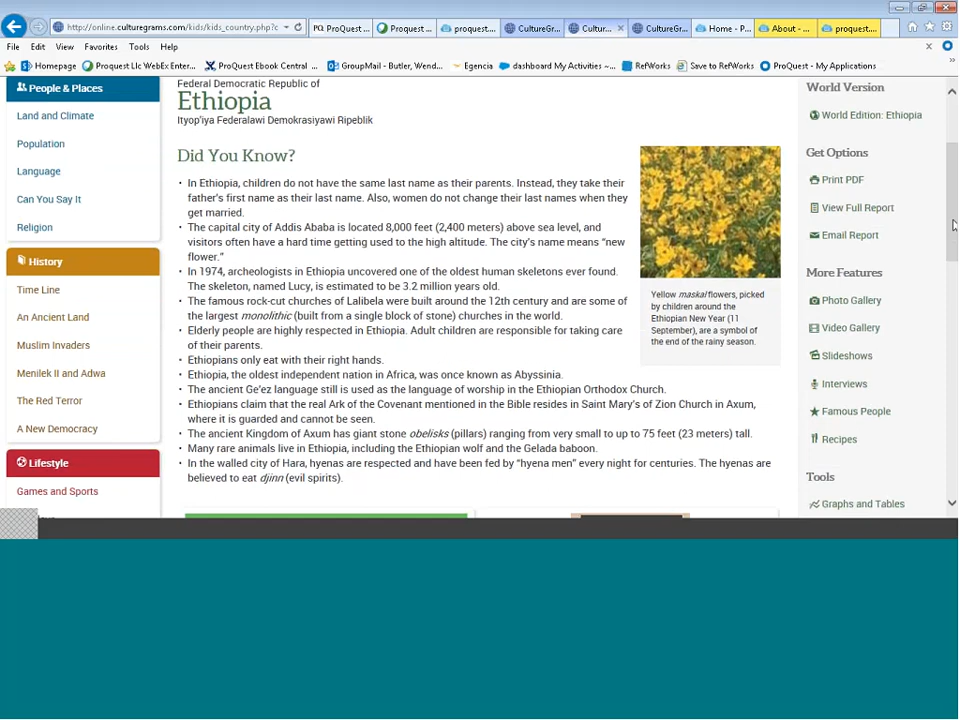 http://online.culturegrams.com/kids/kids_country.php?c
PQ ProQuest ...
Proquest ...
proquest....
CultureGr...
Cultur...
CultureGr...
Home - P...
About - ...
proquest....
File Edit View Favorites Tools Help
Homepage
Proquest Llc WebEx Enter...
ProQuest Ebook Central ...
GroupMail - Butler, Wend...
Egencia
dashboard My Activities ~...
RefWorks
Save to RefWorks
ProQuest - My Applications
People & Places
Land and Climate
Population
Language
Can You Say It
Religion
History
Time Line
An Ancient Land
Muslim Invaders
Menilek II and Adwa
The Red Terror
A New Democracy
Lifestyle
Games and Sports
Federal Democratic Republic of
Ethiopia
Ityop'iya Federalawi Demokrasiyawi Ripeblik
Did You Know?
• In Ethiopia, children do not have the same last name as their parents. Instead, they take their
father's first name as their last name. Also, women do not change their last names when they
get married.
• The capital city of Addis Ababa is located 8,000 feet (2,400 meters) above sea level, and
visitors often have a hard time getting used to the high altitude. The city's name means "new
flower."
• In 1974, archeologists in Ethiopia uncovered one of the oldest human skeletons ever found.
The skeleton, named Lucy, is estimated to be 3.2 million years old.
• The famous rock-cut churches of Lalibela were built around the 12th century and are some of
the largest monolithic (built from a single block of stone) churches in the world.
• Elderly people are highly respected in Ethiopia. Adult children are responsible for taking care
of their parents.
• Ethiopians only eat with their right hands.
• Ethiopia, the oldest independent nation in Africa, was once known as Abyssinia.
• The ancient Ge'ez language still is used as the language of worship in the Ethiopian Orthodox Church.
• Ethiopians claim that the real Ark of the Covenant mentioned in the Bible resides in Saint Mary's of Zion Church in Axum,
where it is guarded and cannot be seen.
• The ancient Kingdom of Axum has giant stone obelisks (pillars) ranging from very small to up to 75 feet (23 meters) tall.
• Many rare animals live in Ethiopia, including the Ethiopian wolf and the Gelada baboon.
• In the walled city of Hara, hyenas are respected and have been fed by "hyena men" every night for centuries. The hyenas are
believed to eat djinn (evil spirits).
Yellow maskal flowers, picked
by children around the
Ethiopian New Year (11
September), are a symbol of
the end of the rainy season.
World Version
World Edition: Ethiopia
Get Options
Print PDF
View Full Report
Email Report
More Features
Photo Gallery
Video Gallery
Slideshows
Interviews
Famous People
Recipes
Tools
Graphs and Tables